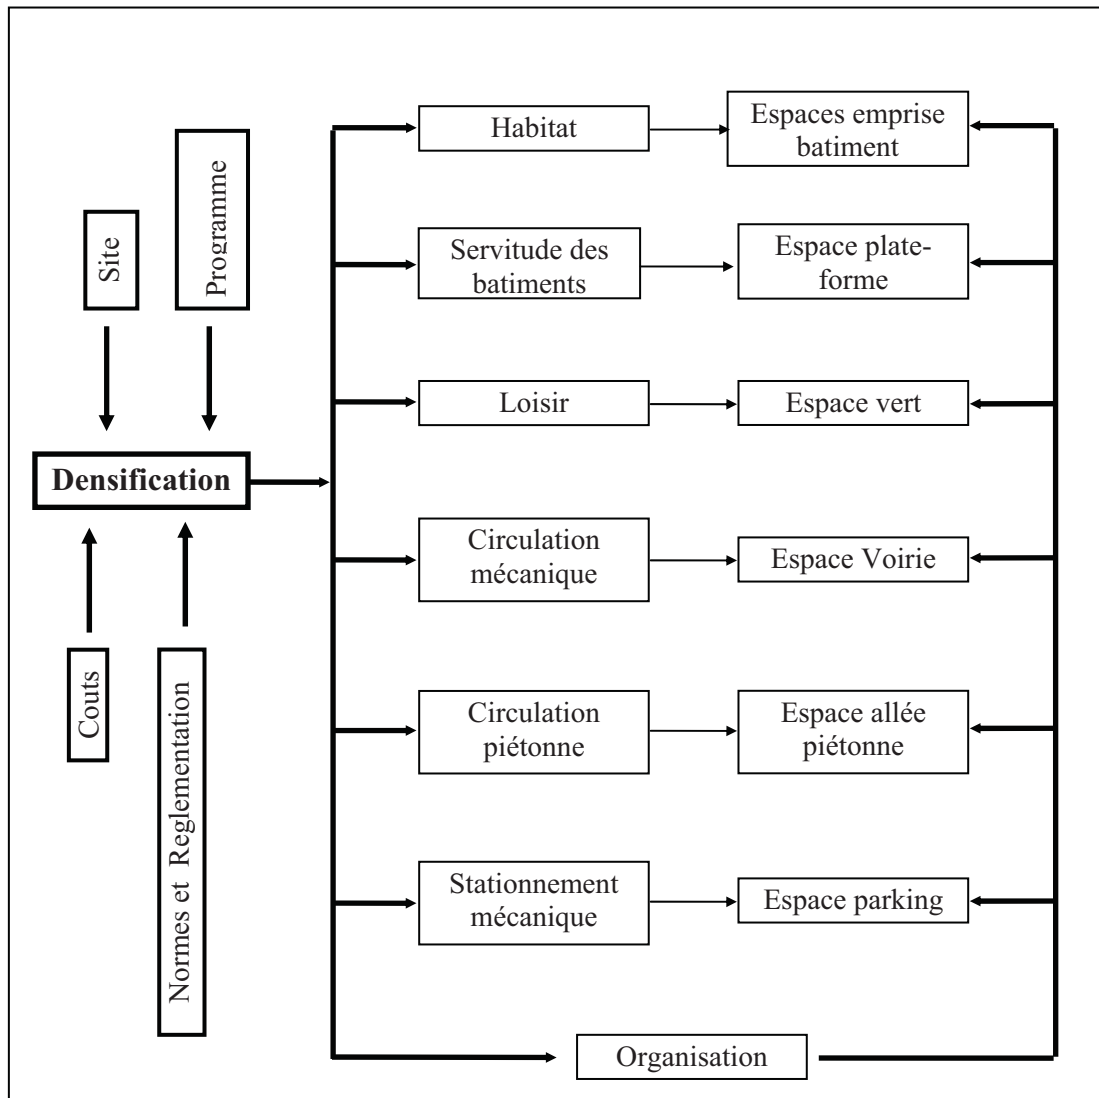 Habitat
Espaces emprise
batiment
Programme
Site
Servitude des
batiments
Espace plate-
forme
Loisir
Espace vert
Densification
Circulation
mécanique
Espace Voirie
Couts
Normes et  Reglementation
Circulation
piétonne
Espace allée
piétonne
Stationnement
mécanique
Espace parking
Organisation